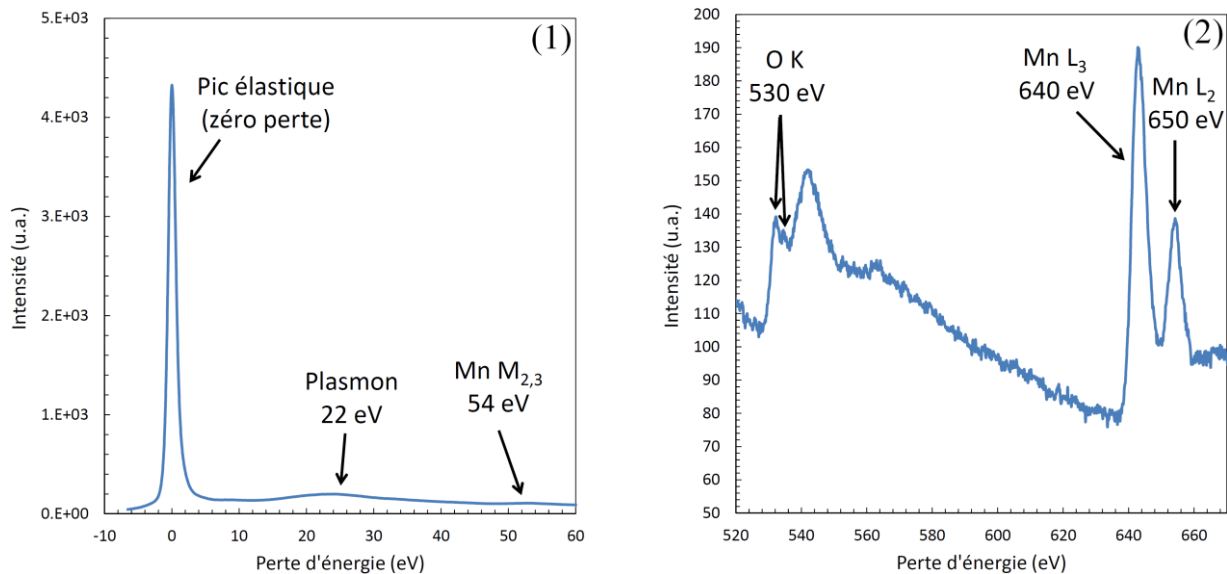 (1)
Intensité (u.a.)
5.E+03
4.E+03
3.E+03
2.E+03
1.E+03
0.E+00
Pic élastique
(zéro perte)
Plasmon
22 eV
Mn M2,3
54 eV
-10 0 10 20 30 40 50 60
Perte d'énergie (eV)
(2)
Intensité (u.a.)
200
190
180
170
160
150
140
130
120
110
100
90
80
70
60
50
O K
530 eV
Mn L3
640 eV
Mn L2
650 eV
520 540 560 580 600 620 640 660
Perte d'énergie (eV)